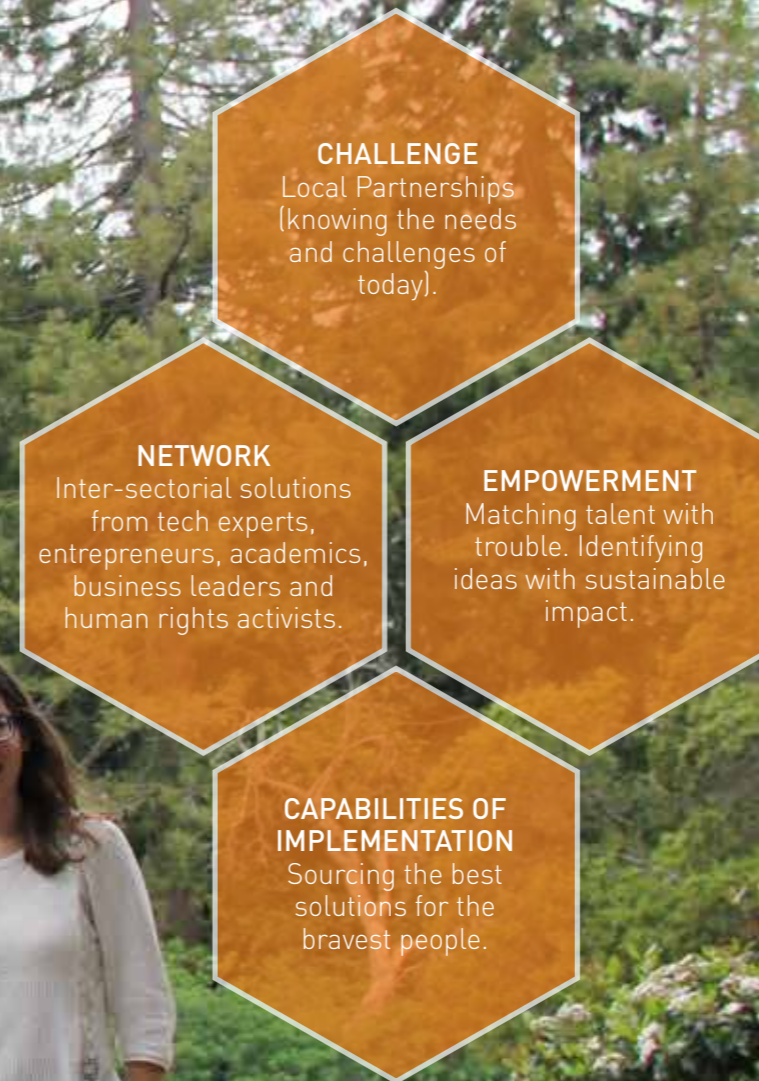 CHALLENGE
Local Partnerships
(knowing the needs
and challenges of
today).
NETWORK
Inter-sectorial solutions
from tech experts,
entrepreneurs, academics,
business leaders and
human rights activists.
EMPOWERMENT
Matching talent with
trouble. Identifying
ideas with sustainable
impact.
CAPABILITIES OF
IMPLEMENTATION
Sourcing the best
solutions for the
bravest people.